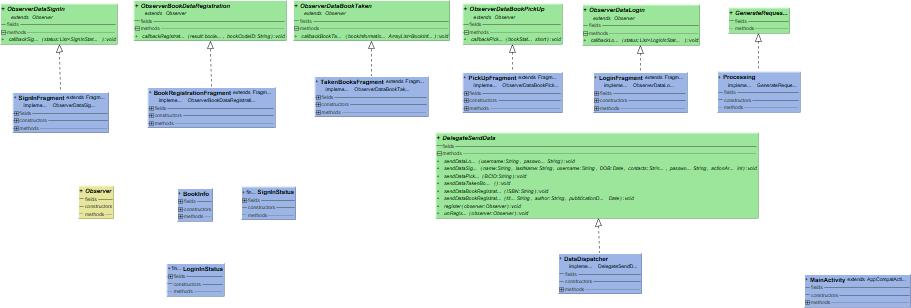 ObserverDataSignIn
extends Observer
fields
methods
callbackSig... (status:List<SignInStat... ):void
ObserverBookDataRegistration
extends Observer
fields
methods
callbackRegistrat... (result:boole... , bookCodeID:String):void
ObserverDataBookTaken
extends Observer
fields
methods
callbackBookTa... (bookInformatic... ArrayList<BookInf... ):void
ObserverDataBookPickUp
extends Observer
fields
methods
callbackPick... (bookStat... short):void
ObserverDataLogin
extends Observer
fields
methods
callbackLo... (status:List<LogInInStat... ):void
GenerateReques...
fields
methods
SignInFragment extends Fragm...
impleme... ObserverDataSig...
fields
constructors
methods
BookRegistrationFragment extends Fragm...
impleme... ObserverBookDataRegistrati...
fields
constructors
methods
TakenBooksFragment extends Fragm...
impleme... ObserverDataBookTak...
fields
constructors
methods
PickUpFragment extends Fragm...
impleme... ObserverDataBookPick...
fields
constructors
methods
LoginFragment extends Fragm...
impleme... ObserverDataLo...
fields
constructors
methods
Processing
impleme... GenerateReque...
fields
constructors
methods
DelegateSendData
fields
methods
sendDataLo... (username:String, passwo... String):void
sendDataSig... (name:String, lastName:String, username:String, DOB:Date, contacts:Stric... , passwo... String, actionAr... int):void
sendDataPick... (BCID:String):void
sendDataTakenBo... ():void
sendDataBookRegistrat... (ISBN:String):void
sendDataBookRegistrat... (tit... String, author:String, publicationD... Date):void
register(observer:Observer):void
unRegis... (observer:Observer):void
Observer
fields
constructors
methods
BookInfo
fields
constructors
methods
fi... SignInStatus
fields
constructors
methods
fi... LogInInStatus
fields
constructors
methods
DataDispatcher
impleme... DelegateSendD...
fields
constructors
methods
MainActivity extends AppCompatActi...
fields
constructors
methods